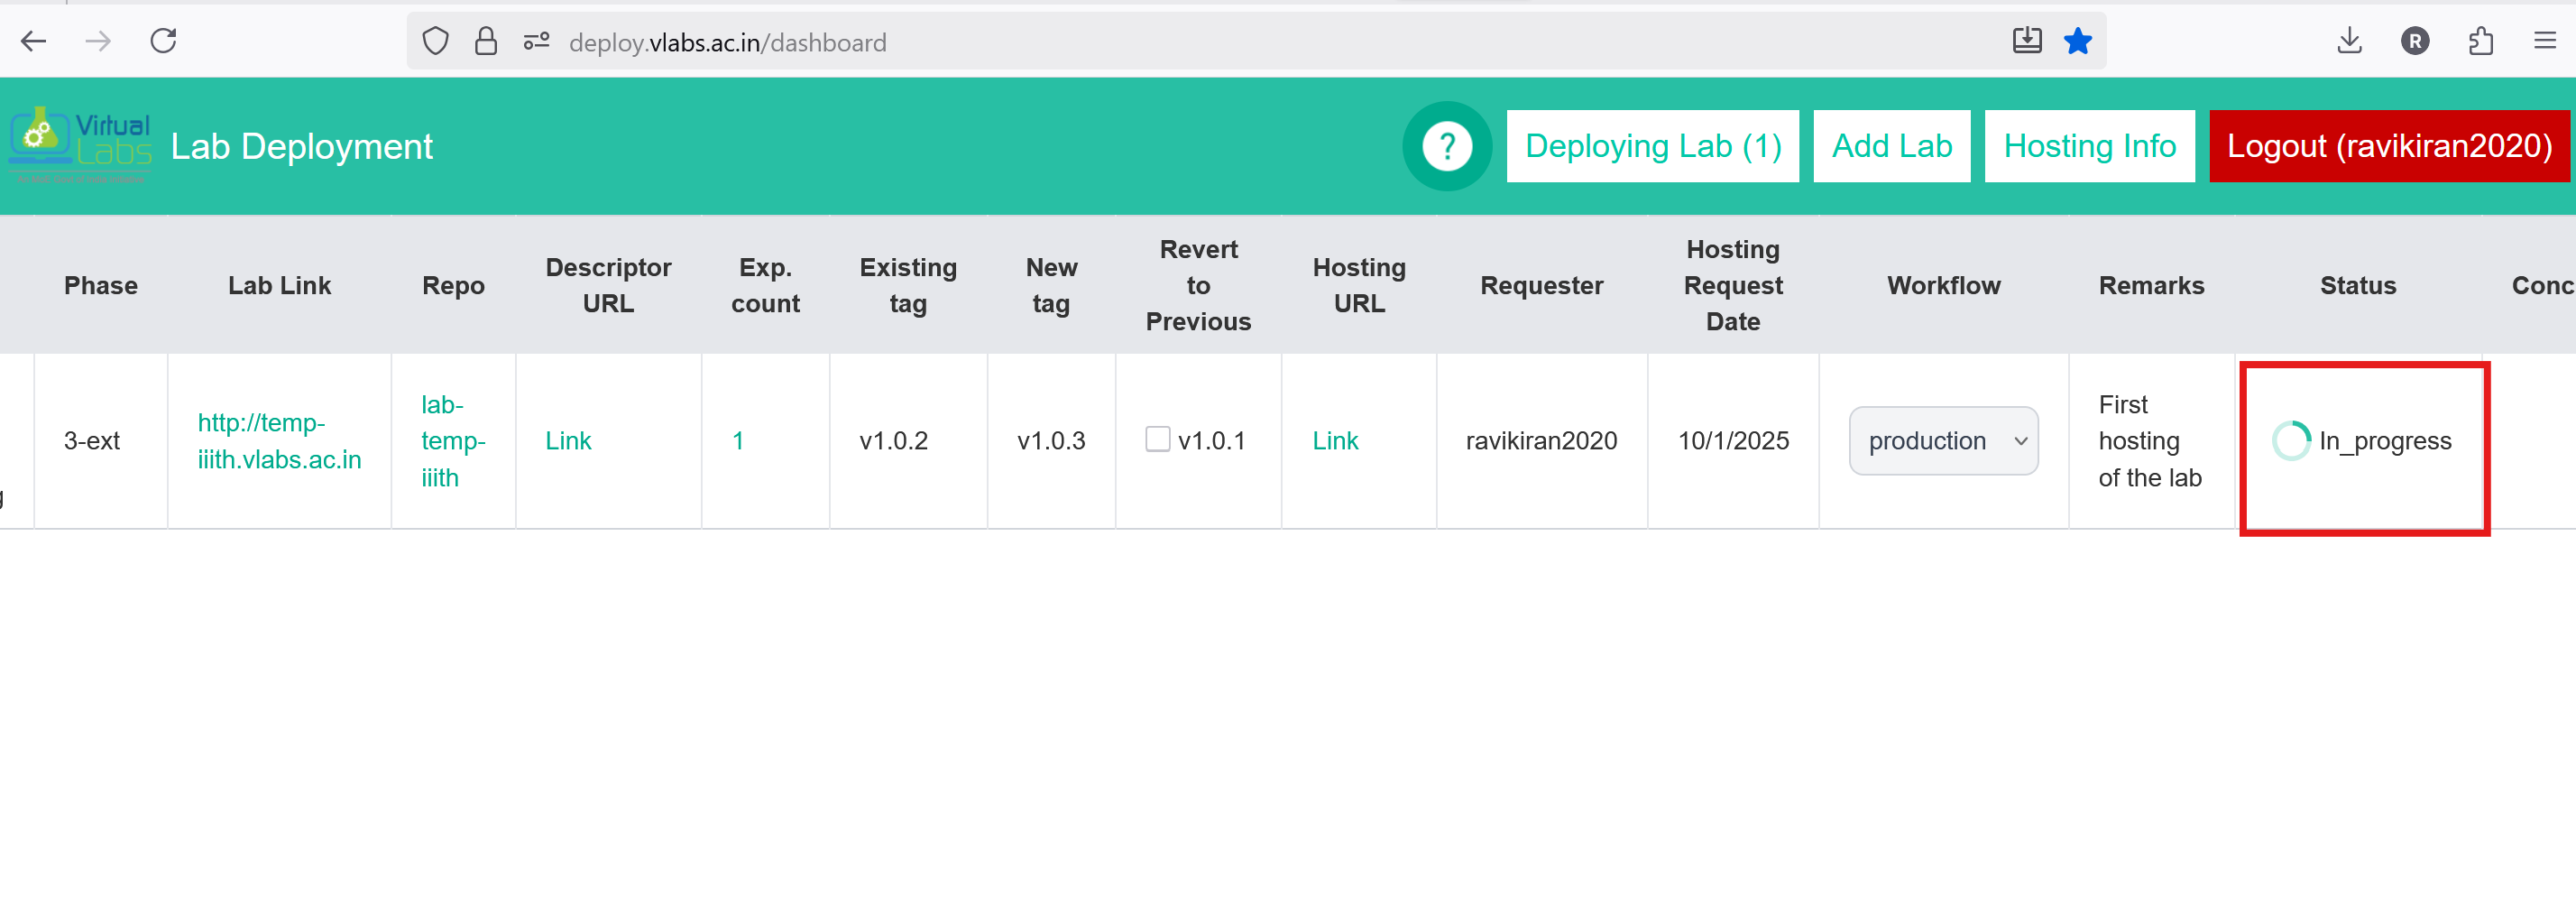 deploy.vlabs.ac.in/dashboard
R
Virtual
Labs
Lab Deployment
?
Deploying Lab (1)
Add Lab
Hosting Info
Logout (ravikiran2020)
Phase
Lab Link
Repo
Descriptor
URL
Exp.
count
Existing
tag
New
tag
Revert
to
Previous
Hosting
URL
Requester
Hosting
Request
Date
Workflow
Remarks
Status
Conc
g
3-ext
http://temp-
iiith.vlabs.ac.in
lab-
temp-
iiith
Link
1
v1.0.2
v1.0.3
v1.0.1
Link
ravikiran2020
10/1/2025
production
First
hosting
of the lab
In_progress